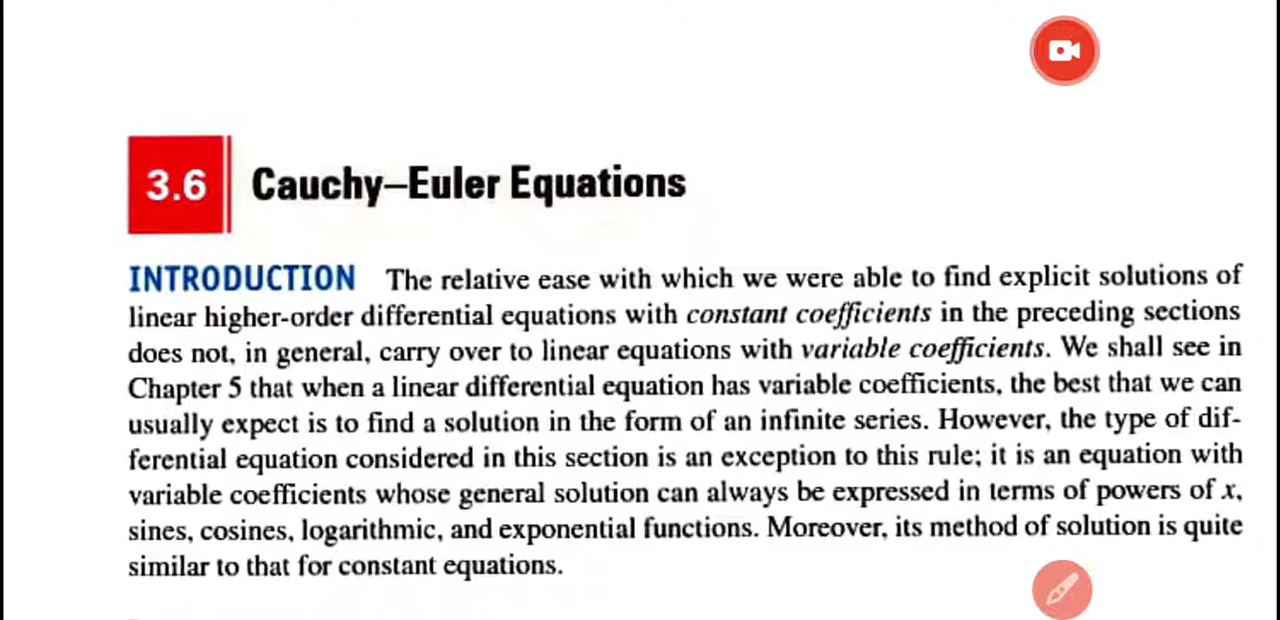 3.6 Cauchy–Euler Equations
INTRODUCTION The relative ease with which we were able to find explicit solutions of
linear higher-order differential equations with constant coefficients in the preceding sections
does not, in general, carry over to linear equations with variable coefficients. We shall see in
Chapter 5 that when a linear differential equation has variable coefficients, the best that we can
usually expect is to find a solution in the form of an infinite series. However, the type of dif-
ferential equation considered in this section is an exception to this rule; it is an equation with
variable coefficients whose general solution can always be expressed in terms of powers of x,
sines, cosines, logarithmic, and exponential functions. Moreover, its method of solution is quite
similar to that for constant equations.